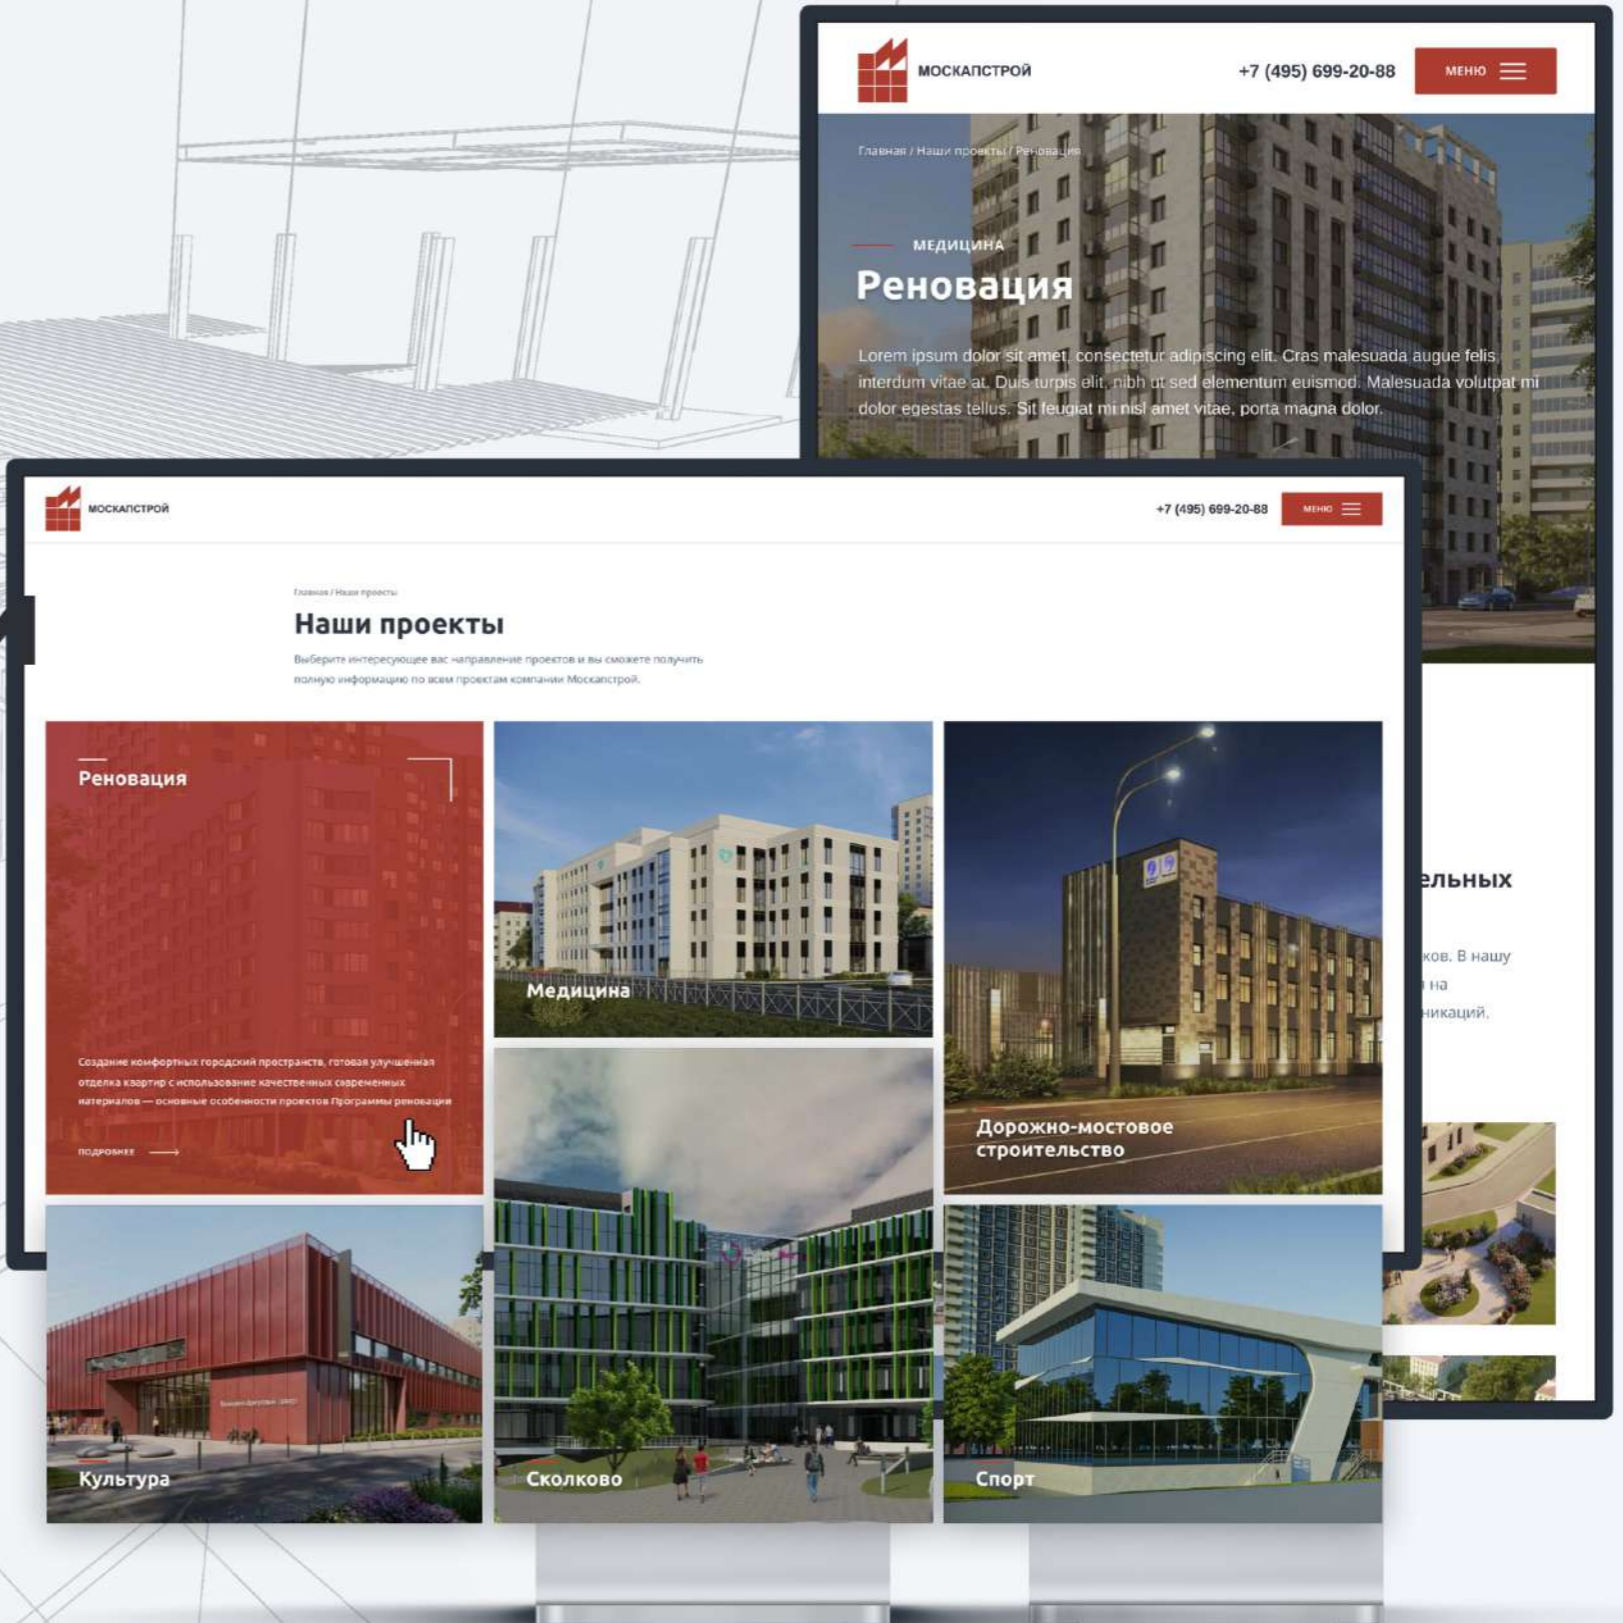 МОСКАПСТРОЙ
+7 (495) 699-20-88
МЕНЮ
Главная / Наши проекты / Реновация
МЕДИЦИНА
Реновация
Lorem ipsum dolor sit amet, consectetur adipiscing elit. Cras malesuada augue felis,
interdum vitae at. Duis turpis elit, nibh ut sed elementum euismod. Malesuada volutpat mi
dolor egestas tellus. Sit feugiat mi nisl amet vitae, porta magna dolor.
МОСКАПСТРОЙ
+7 (495) 699-20-88
МЕНЮ
Главная / Наши проекты
Наши проекты
Выберите интересующее вас направление проектов и вы сможете получить
полную информацию по всем проектам компании Москапстрой.
Реновация
Создание комфортных городский пространств, готовая улучшенная
отделка квартир с использование качественных современных
материалов — основные особенности проектов Программы реновации
ПОДРОБНЕЕ
Медицина
Дорожно-мостовое
строительство
Культура
Сколково
Спорт
ельных
ков. В нашу
на
никаций.